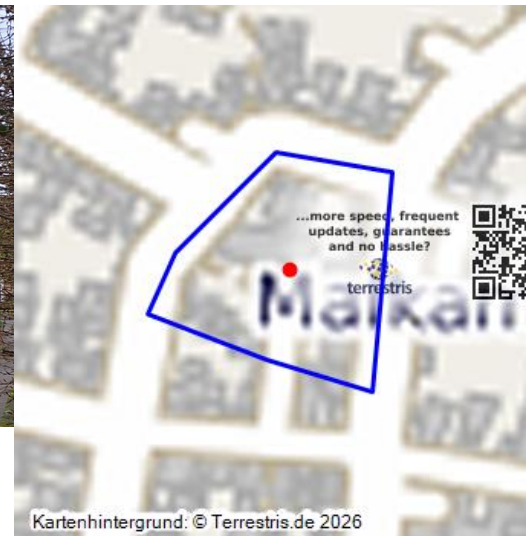 ...more speed, frequent
updates, guarantees
and no hassle?
terrestris
Kartenhintergrund: © Terrestris.de 2026